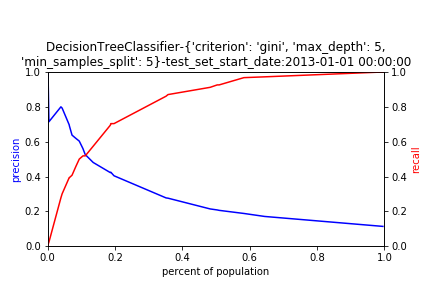 DecisionTreeClassifier-{'criterion': 'gini', 'max_depth': 5,
'min_samples_split': 5}-test_set_start_date:2013-01-01 00:00:00
1.0
0.8
0.6
0.4
0.2
0.0
precision
1.0
0.8
0.6
0.4
0.2
0.0
recall
0.0 0.2 0.4 0.6 0.8 1.0
percent of population